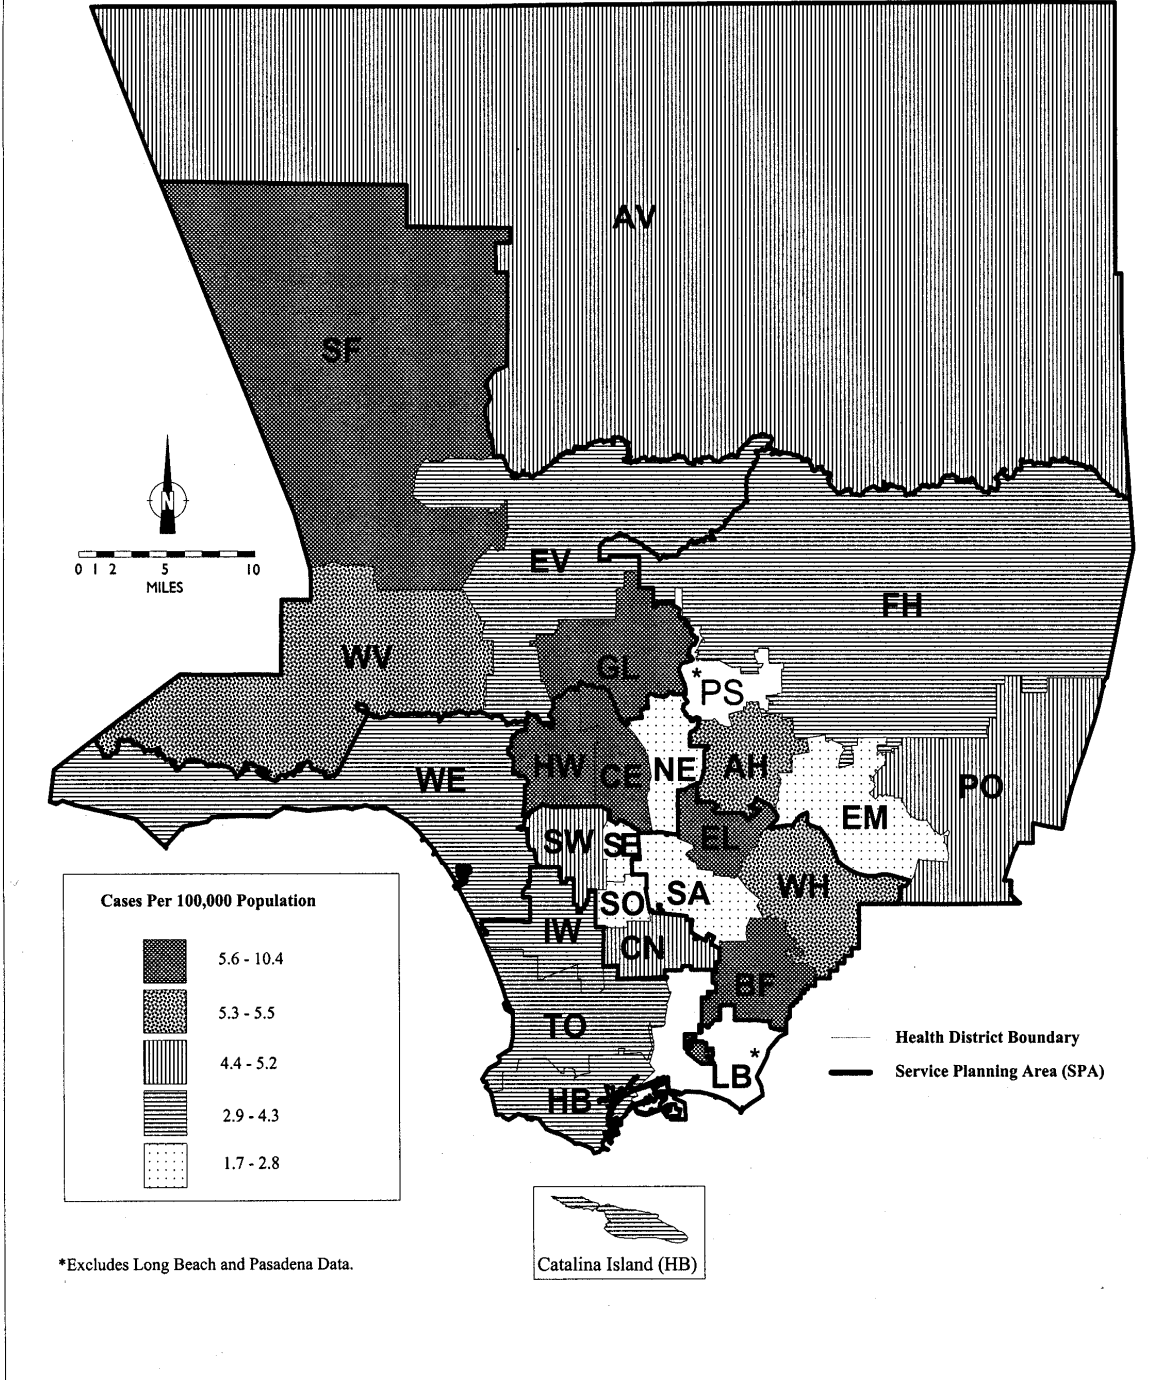 AV
SF
N
0 1 2 5 10
MILES
EV
FH
WV
GL
*PS
HW
CE
NE
AH
WE
PO
EM
SW
SE
EL
WH
SA
SO
IW
CN
BF
TO
*
LB
HB
Cases Per 100,000 Population
5.6 - 10.4
5.3 - 5.5
4.4 - 5.2
2.9 - 4.3
1.7 - 2.8
Health District Boundary
Service Planning Area (SPA)
Catalina Island (HB)
*Excludes Long Beach and Pasadena Data.